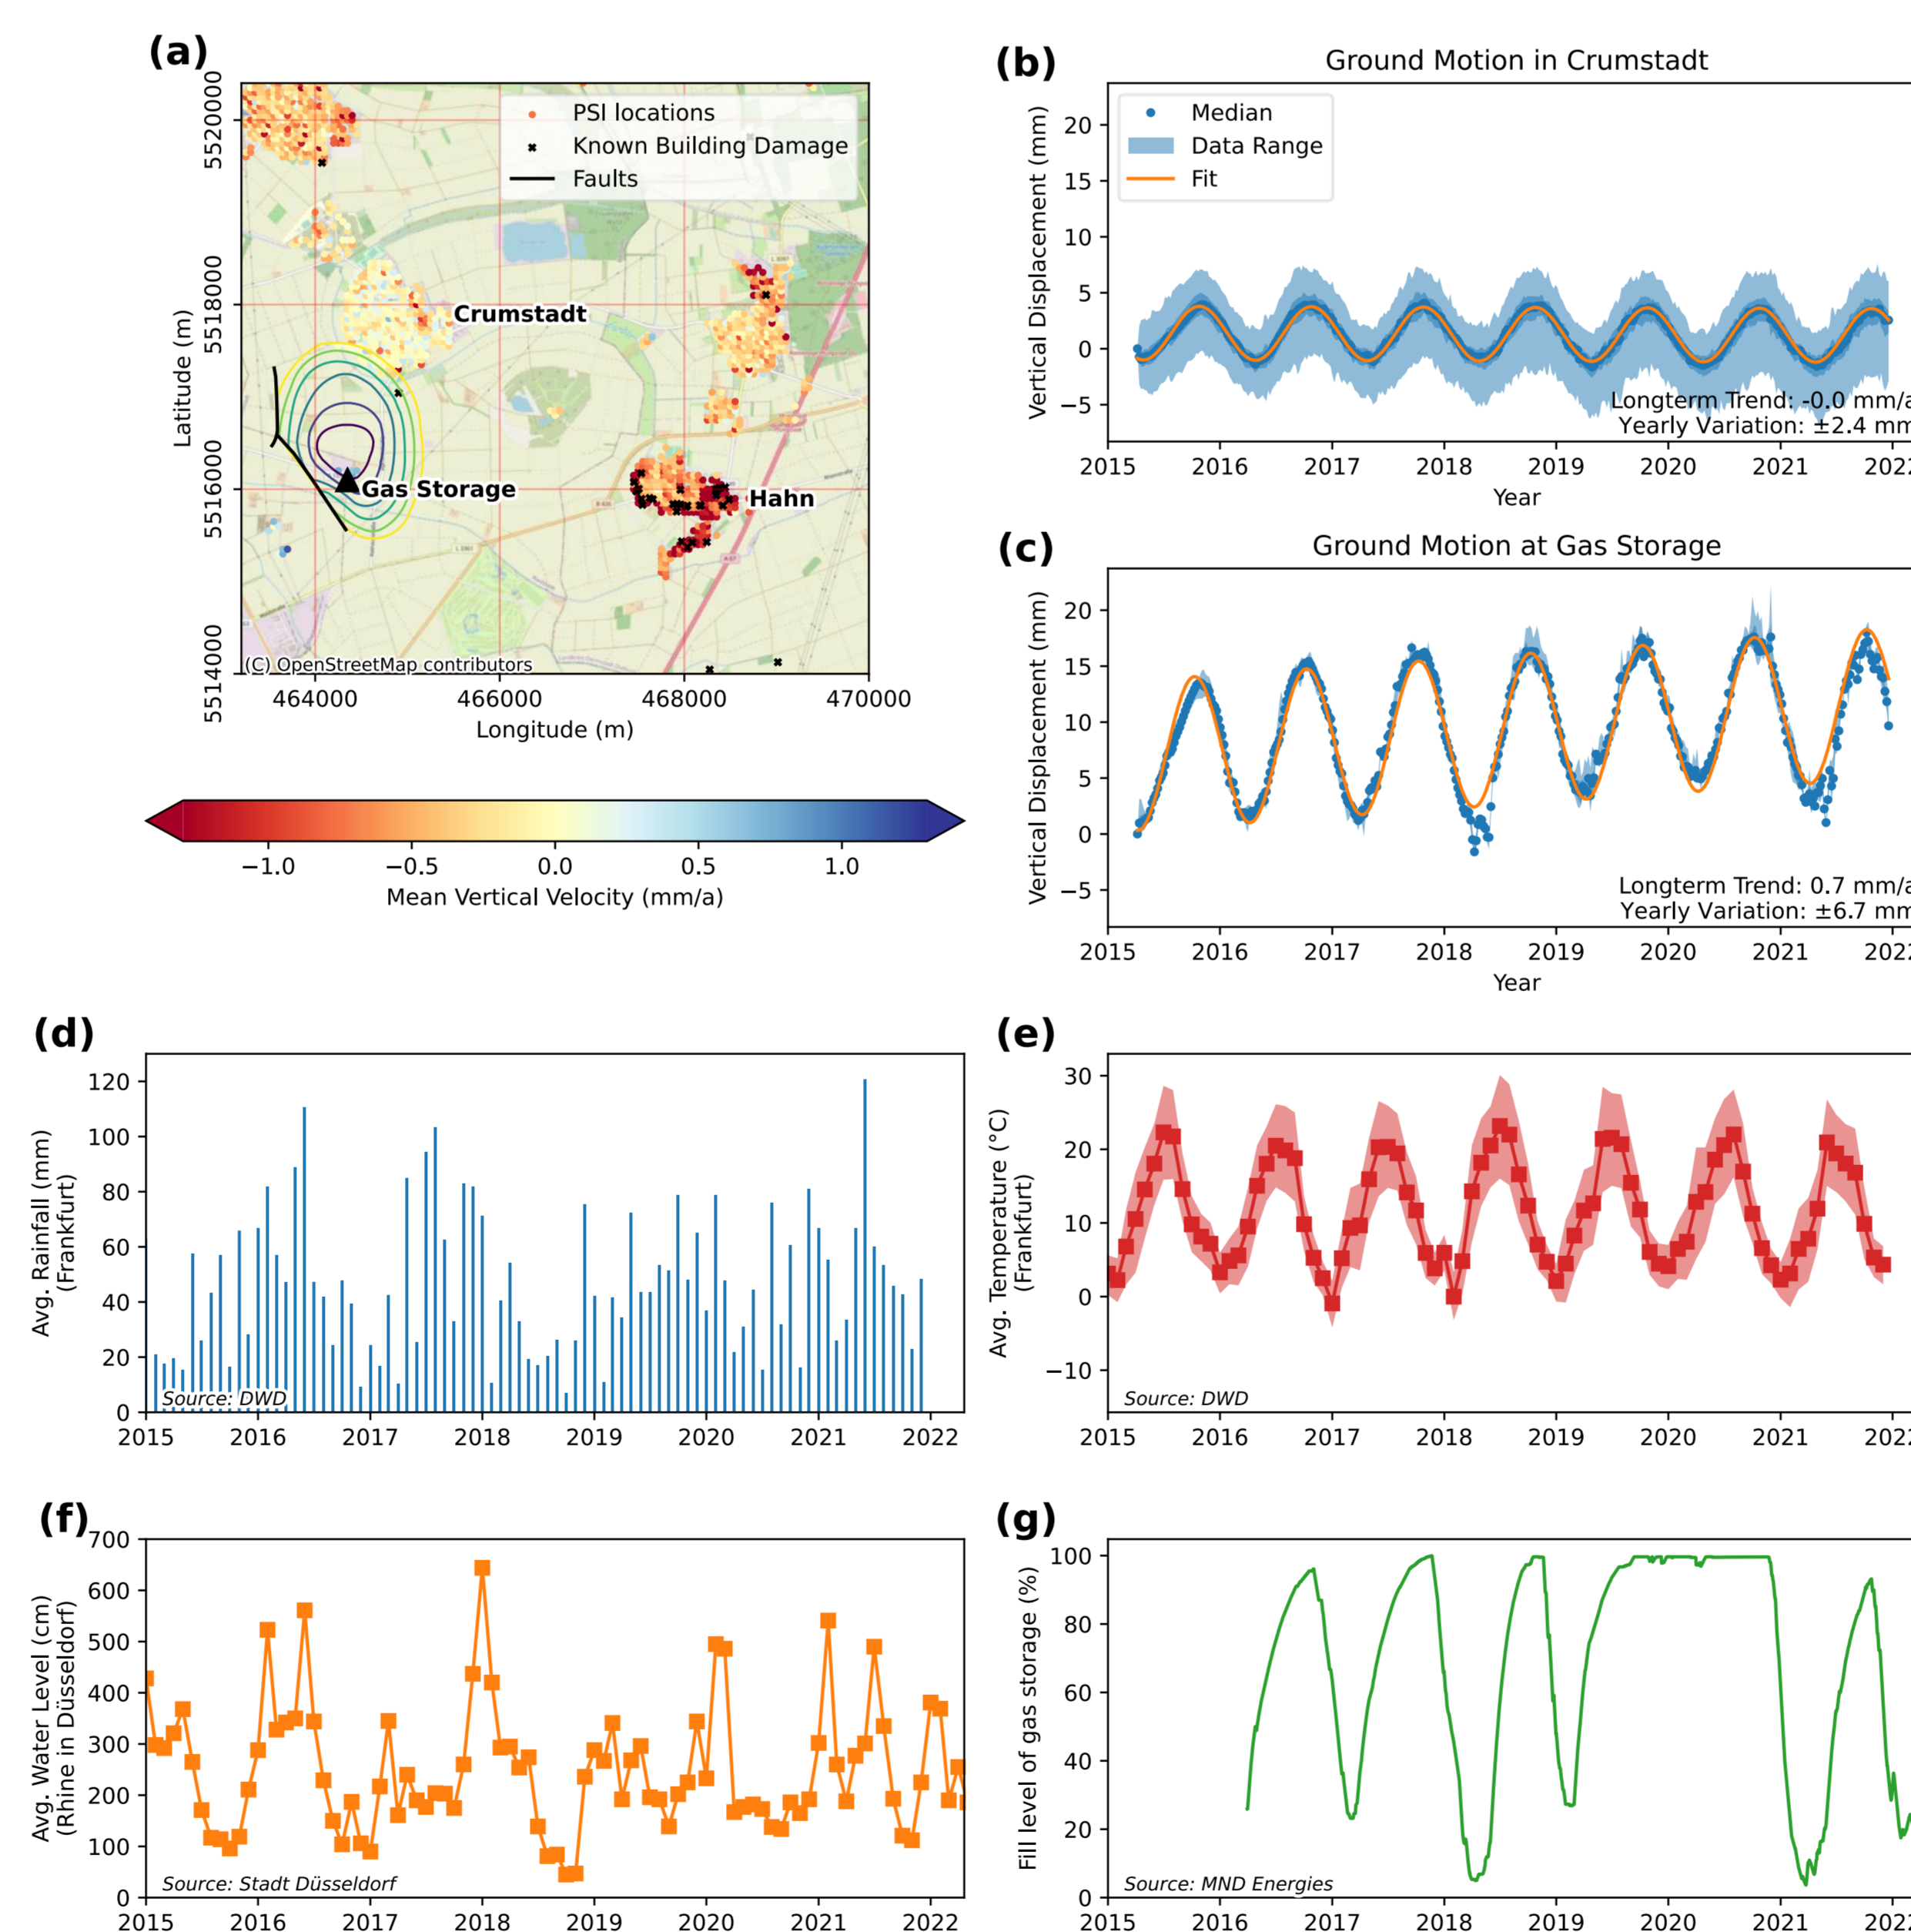 (a)
5520000
5518000
5516000
5514000
Latitude (m)
PSI locations
Known Building Damage
Faults
Crumstadt
Gas Storage
Hahn
(C) OpenStreetMap contributors
464000 466000 468000 470000
Longitude (m)
−1.0 −0.5 0.0 0.5 1.0
Mean Vertical Velocity (mm/a)
(b)
Ground Motion in Crumstadt
Vertical Displacement (mm)
20
15
10
5
0
−5
Median
Data Range
Fit
Longterm Trend: -0.0 mm/a
Yearly Variation: ±2.4 mm
2015 2016 2017 2018 2019 2020 2021 2022
Year
(c)
Ground Motion at Gas Storage
Vertical Displacement (mm)
20
15
10
5
0
−5
Longterm Trend: 0.7 mm/a
Yearly Variation: ±6.7 mm
2015 2016 2017 2018 2019 2020 2021 2022
Year
(d)
Avg. Rainfall (mm)
(Frankfurt)
120
100
80
60
40
20
0
Source: DWD
2015 2016 2017 2018 2019 2020 2021 2022
(e)
Avg. Temperature (°C)
(Frankfurt)
30
20
10
0
−10
Source: DWD
2015 2016 2017 2018 2019 2020 2021 2022
(f)
Avg. Water Level (cm)
(Rhine in Düsseldorf)
700
600
500
400
300
200
100
0
Source: Stadt Düsseldorf
2015 2016 2017 2018 2019 2020 2021 2022
(g)
Fill level of gas storage (%)
100
80
60
40
20
0
Source: MND Energies
2015 2016 2017 2018 2019 2020 2021 2022